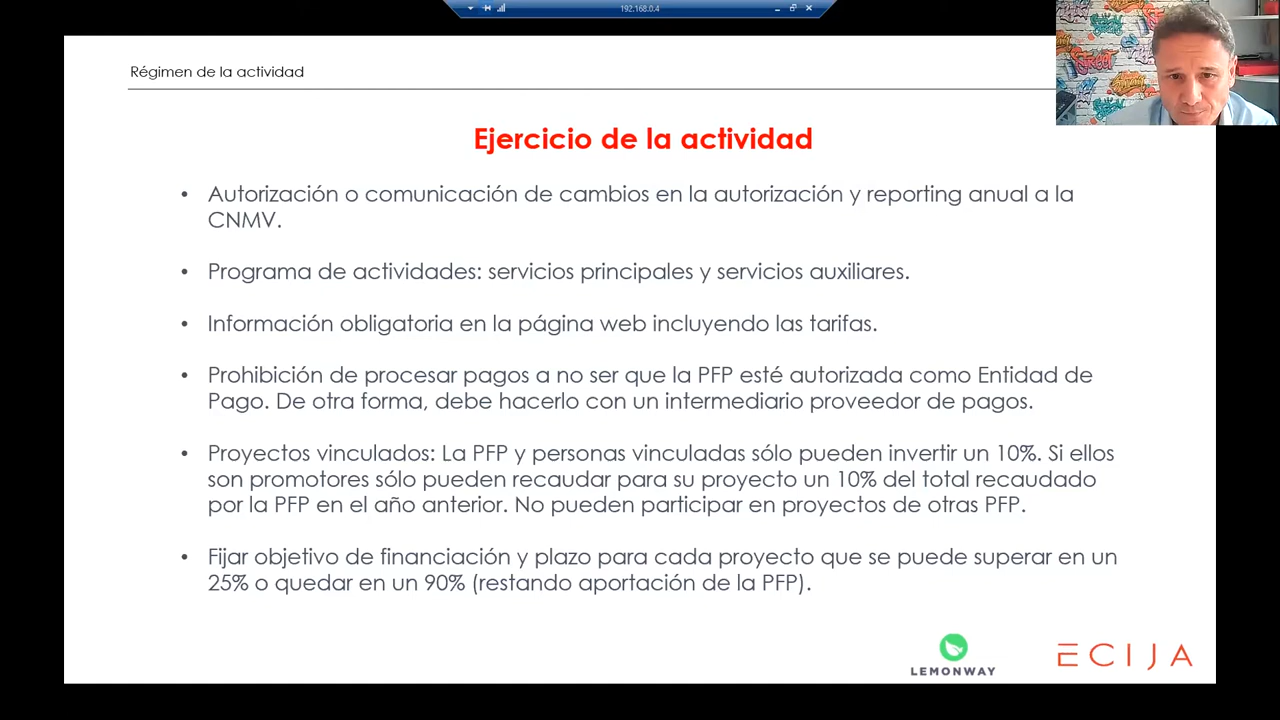 192.168.0.4
Régimen de la actividad
Ejercicio de la actividad
• Autorización o comunicación de cambios en la autorización y reporting anual a la
CNMV.
• Programa de actividades: servicios principales y servicios auxiliares.
• Información obligatoria en la página web incluyendo las tarifas.
• Prohibición de procesar pagos a no ser que la PFP esté autorizada como Entidad de
Pago. De otra forma, debe hacerlo con un intermediario proveedor de pagos.
• Proyectos vinculados: La PFP y personas vinculadas sólo pueden invertir un 10%. Si ellos
son promotores sólo pueden recaudar para su proyecto un 10% del total recaudado
por la PFP en el año anterior. No pueden participar en proyectos de otras PFP.
• Fijar objetivo de financiación y plazo para cada proyecto que se puede superar en un
25% o quedar en un 90% (restando aportación de la PFP).
LEMONWAY
ECIJA